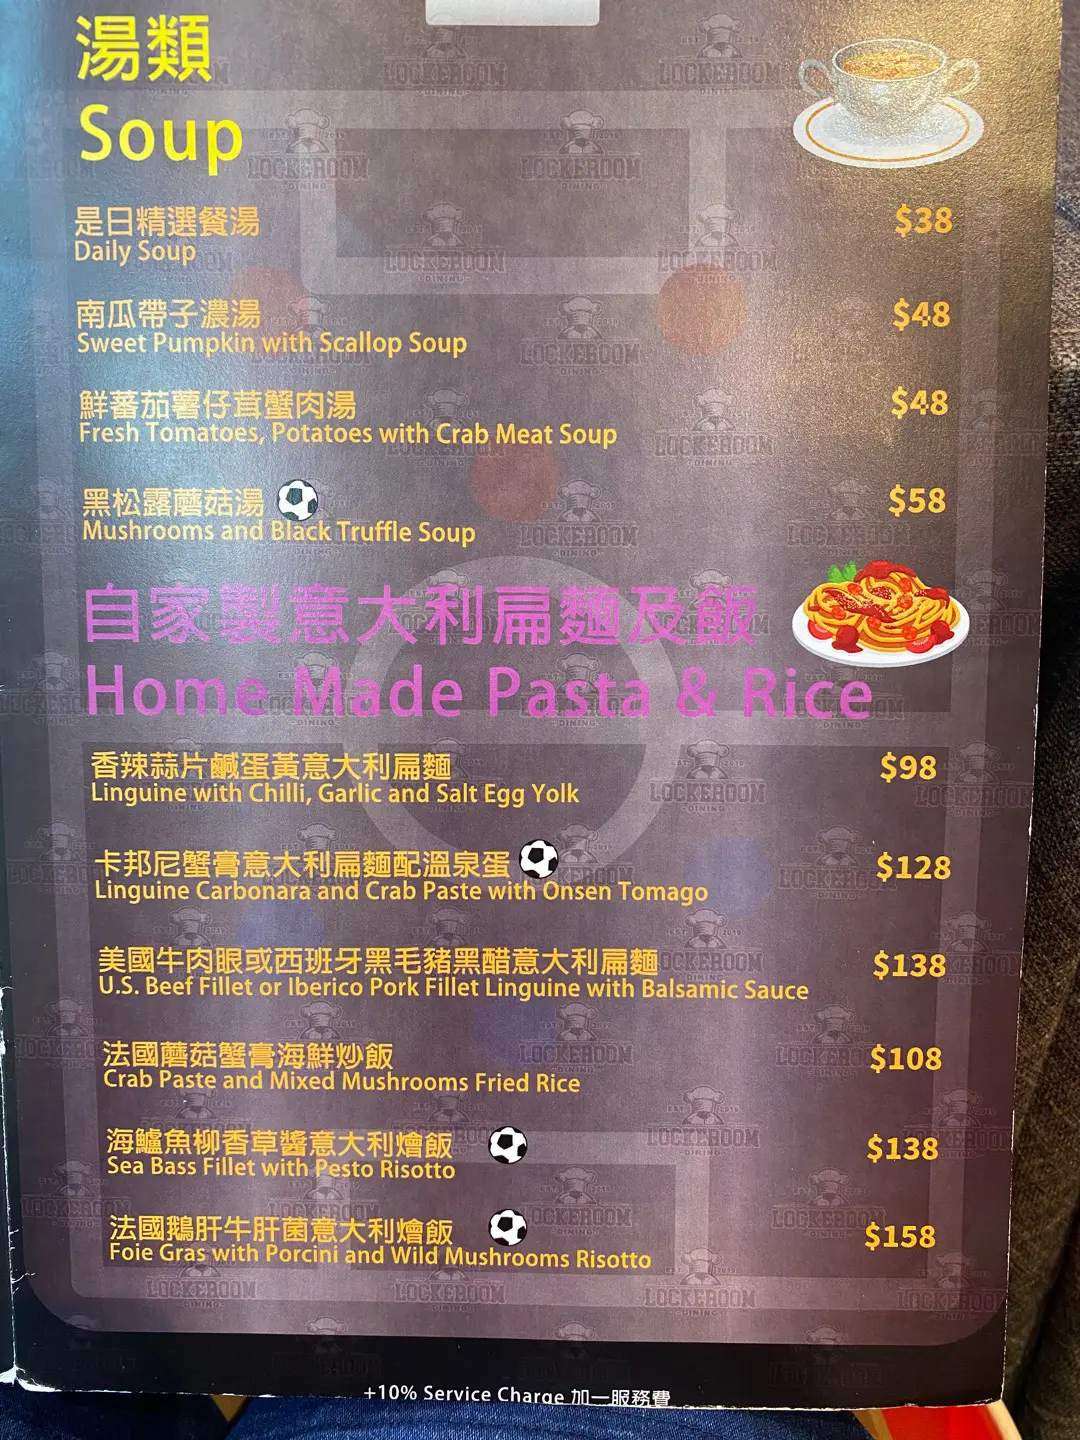 湯類
Soup
是日精選餐湯 $38
Daily Soup
南瓜帶子濃湯 $48
Sweet Pumpkin with Scallop Soup
鮮蕃茄薯仔茸蟹肉湯 $48
Fresh Tomatoes, Potatoes with Crab Meat Soup
黑松露蘑菇湯 $58
Mushrooms and Black Truffle Soup
自家製意大利扁麵及飯
Home Made Pasta & Rice
香辣蒜片鹹蛋黃意大利扁麵 $98
Linguine with Chilli, Garlic and Salt Egg Yolk
卡邦尼蟹膏意大利扁麵配溫泉蛋 $128
Linguine Carbonara and Crab Paste with Onsen Tomago
美國牛肉眼或西班牙黑毛豬黑醋意大利扁麵 $138
U.S. Beef Fillet or Iberico Pork Fillet Linguine with Balsamic Sauce
法國蘑菇蟹膏海鮮炒飯 $108
Crab Paste and Mixed Mushrooms Fried Rice
海鱸魚柳香草醬意大利燴飯 $138
Sea Bass Fillet with Pesto Risotto
法國鵝肝牛肝菌意大利燴飯 $158
Foie Gras with Porcini and Wild Mushrooms Risotto
+10% Service Charge 加一服務費
LOCKEROOM
DINING